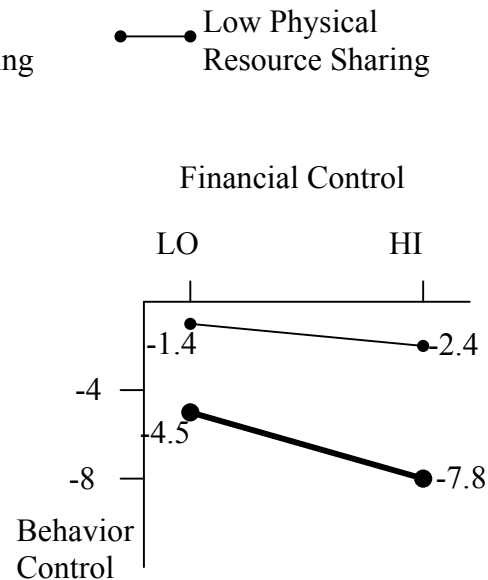 Low Physical
ing
Resource Sharing
Financial Control
LO HI
-1.4 -2.4
-4
-4.5
-8 -7.8
Behavior
Control